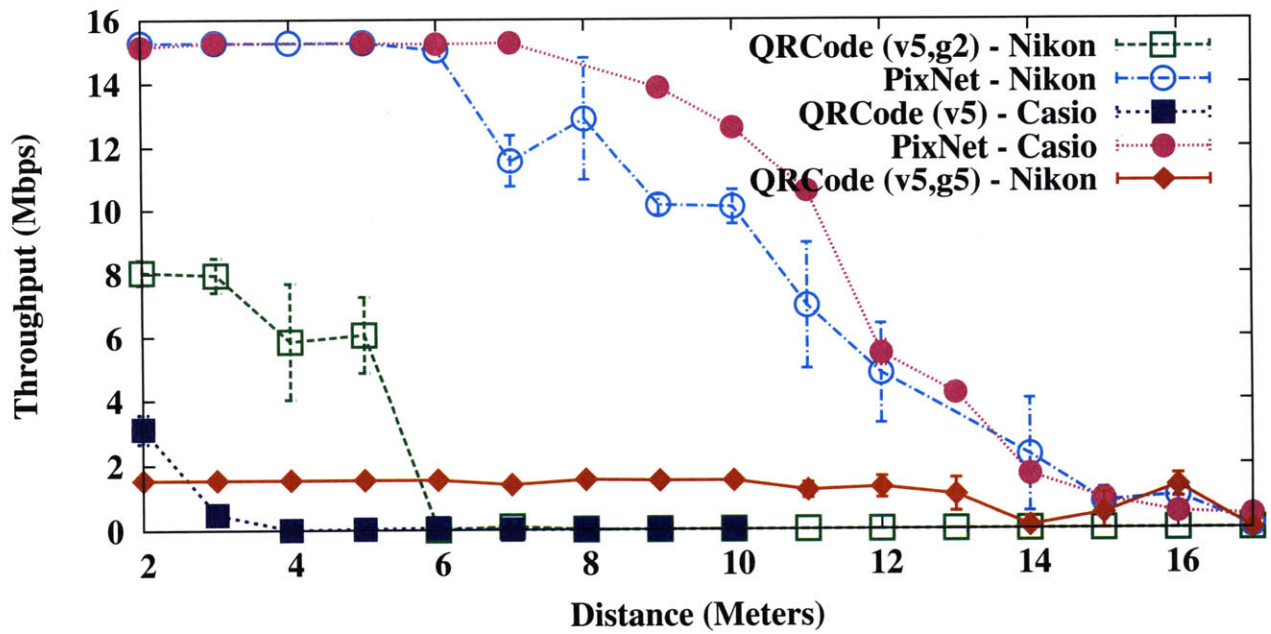 16
14
12
10
8
6
4
2
0
Throughput (Mbps)
QRCode (v5,g2) - Nikon
PixNet - Nikon
QRCode (v5) - Casio
PixNet - Casio
QRCode (v5,g5) - Nikon
2 4 6 8 10 12 14 16
Distance (Meters)